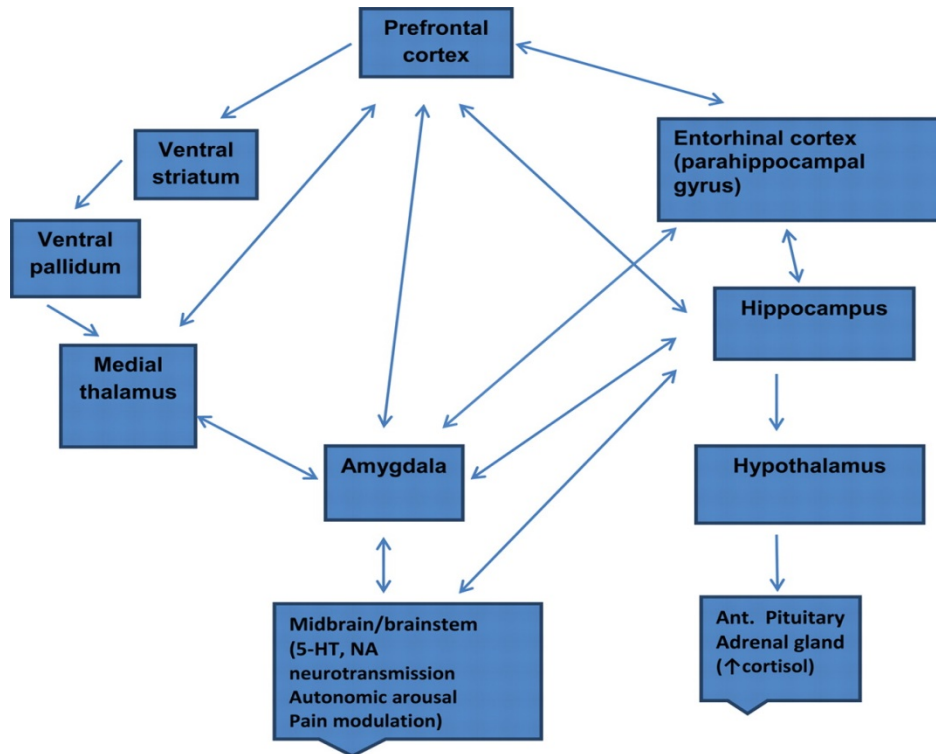 Prefrontal
cortex
Ventral
striatum
Entorhinal cortex
(parahippocampal
gyrus)
Ventral
pallidum
Hippocampus
Medial
thalamus
Amygdala
Hypothalamus
Midbrain/brainstem
(5-HT, NA
neurotransmission
Autonomic arousal
Pain modulation)
Ant. Pituitary
Adrenal gland
(↑cortisol)